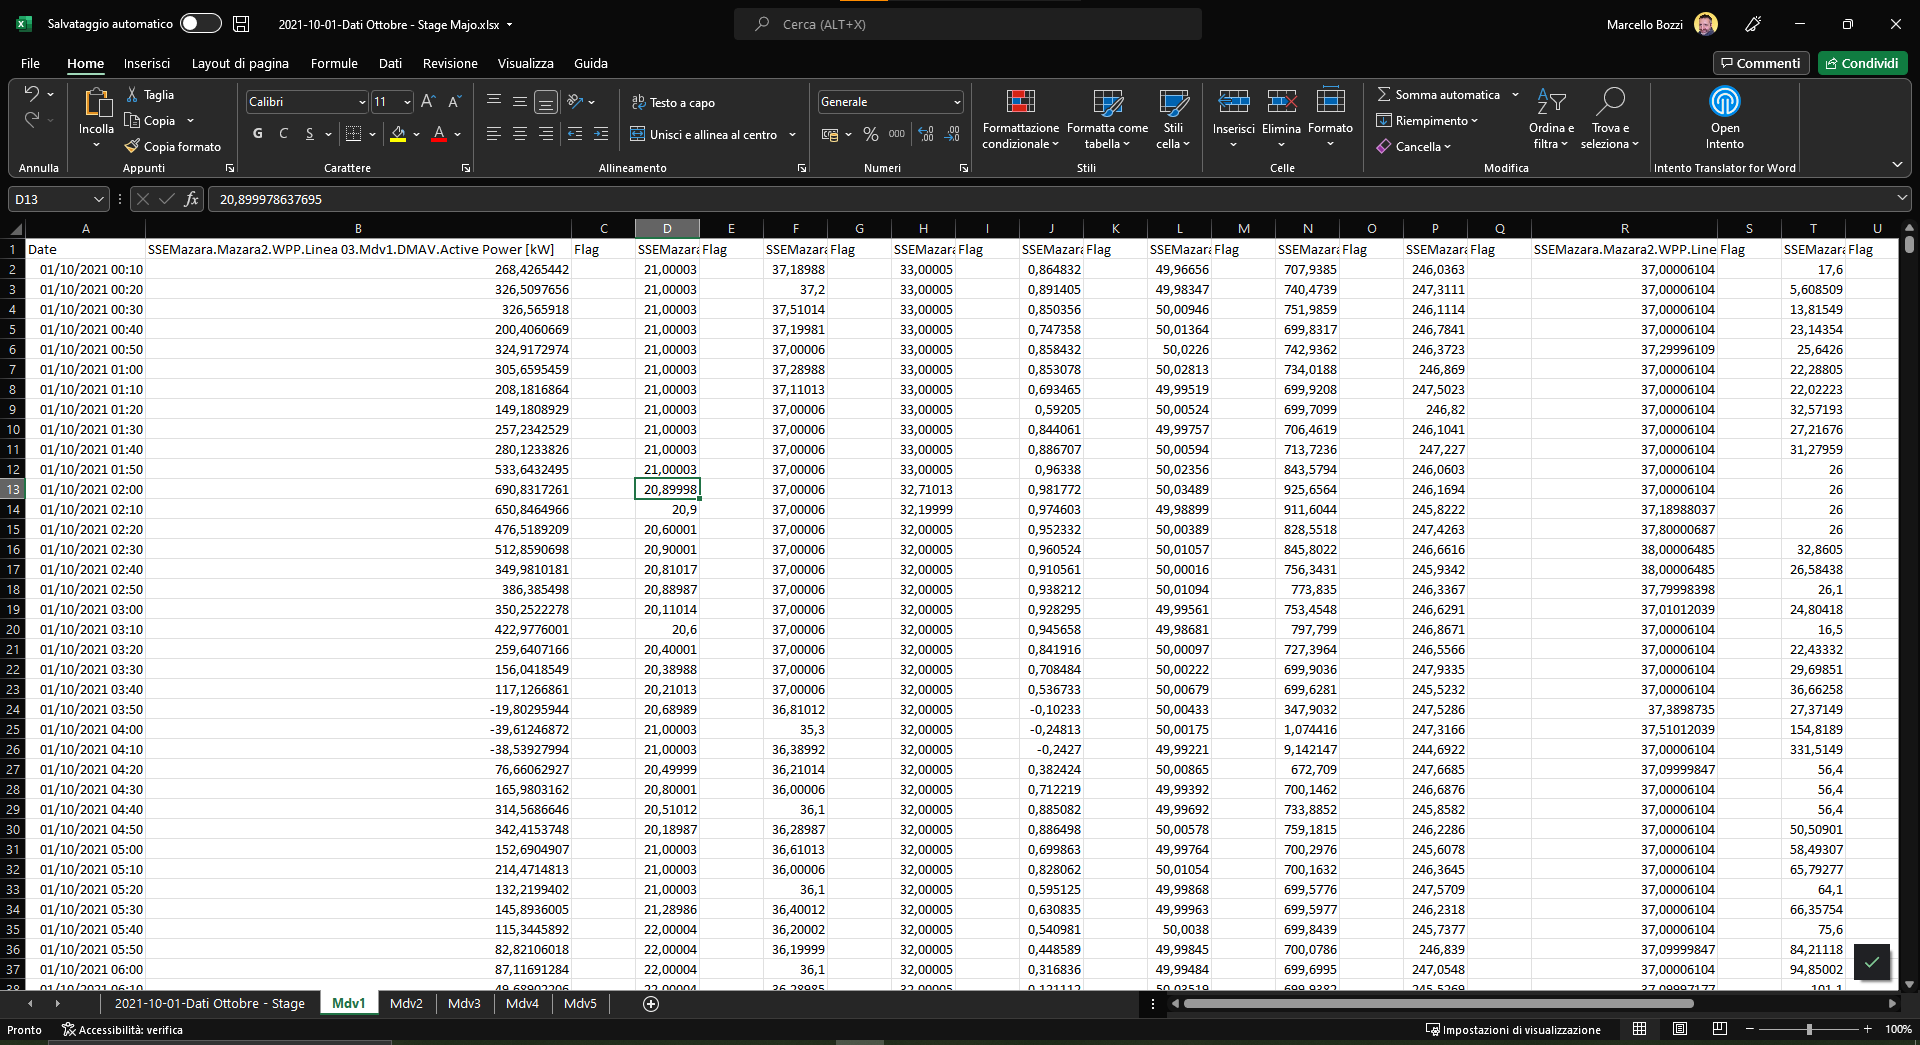 Salvataggio automatico 2021-10-01-Dati Ottobre - Stage Majo.xlsx Cerca (ALT+X) Marcello Bozzi
File Home Inserisci Layout di pagina Formule Dati Revisione Visualizza Guida Commenti Condividi
Incolla Taglia Copia Copia formato
Calibri 11
G C S
Testo a capo
Unisci e allinea al centro
Generale
% 000
Formattazione condizionale Formatta come tabella Stili cella
Inserisci Elimina Formato
Somma automatica Riempimento Cancella
Ordina e filtra Trova e seleziona
Open Intento
Annulla Appunti Carattere Allineamento Numeri Stili Celle Modifica Intento Translator for Word
D13 fx 20,899978637695
A B C D E F G H I J K L M N O P Q R S T U
1 Date SSEMazara.Mazara2.WPP.Linea 03.Mdv1.DMAV.Active Power [kW] Flag SSEMazara Flag SSEMazara Flag SSEMazara Flag SSEMazara Flag SSEMazara Flag SSEMazara Flag SSEMazara Flag SSEMazara.Mazara2.WPP.Line Flag SSEMazara Flag
2 01/10/2021 00:10 268,4265442 21,00003 37,18988 33,00005 0,864832 49,96656 707,9385 246,0363 37,00006104 17,6
3 01/10/2021 00:20 326,5097656 21,00003 37,2 33,00005 0,891405 49,98347 740,4739 247,3111 37,00006104 5,608509
4 01/10/2021 00:30 326,565918 21,00003 37,51014 33,00005 0,850356 50,00946 751,9859 246,1114 37,00006104 13,81549
5 01/10/2021 00:40 200,4060669 21,00003 37,19981 33,00005 0,747358 50,01364 699,8317 246,7841 37,00006104 23,14354
6 01/10/2021 00:50 324,9172974 21,00003 37,00006 33,00005 0,858432 50,0226 742,9362 246,3723 37,29996109 25,6426
7 01/10/2021 01:00 305,6595459 21,00003 37,28988 33,00005 0,853078 50,02813 734,0188 246,869 37,00006104 22,28805
8 01/10/2021 01:10 208,1816864 21,00003 37,11013 33,00005 0,693465 49,99519 699,9208 247,5023 37,00006104 22,02223
9 01/10/2021 01:20 149,1808929 21,00003 37,00006 33,00005 0,59205 50,00524 699,7099 246,82 37,00006104 32,57193
10 01/10/2021 01:30 257,2342529 21,00003 37,00006 33,00005 0,844061 49,99757 706,4619 246,1041 37,00006104 27,21676
11 01/10/2021 01:40 280,1233826 21,00003 37,00006 33,00005 0,886707 50,00594 713,7236 247,227 37,00006104 31,27959
12 01/10/2021 01:50 533,6432495 21,00003 37,00006 33,00005 0,96338 50,02356 843,5794 246,0603 37,00006104 26
13 01/10/2021 02:00 690,8317261 20,89998 37,00006 32,71013 0,981772 50,03489 925,6564 246,1694 37,00006104 26
14 01/10/2021 02:10 650,8464966 20,9 37,00006 32,19999 0,974603 49,98899 911,6044 245,8222 37,18988037 26
15 01/10/2021 02:20 476,5189209 20,60001 37,00006 32,00005 0,952332 50,00389 828,5518 247,4263 37,80000687 26
16 01/10/2021 02:30 512,8590698 20,90001 37,00006 32,00005 0,960524 50,01057 845,8022 246,6616 38,00006485 32,8605
17 01/10/2021 02:40 349,9810181 20,81017 37,00006 32,00005 0,910561 50,00016 756,3431 245,9342 38,00006485 26,58438
18 01/10/2021 02:50 386,385498 20,88987 37,00006 32,00005 0,938212 50,01094 773,835 246,3367 37,79998398 26,1
19 01/10/2021 03:00 350,2522278 20,11014 37,00006 32,00005 0,928295 49,99561 753,4548 246,6291 37,01012039 24,80418
20 01/10/2021 03:10 422,9776001 20,6 37,00006 32,00005 0,945658 49,98681 797,799 246,8671 37,00006104 16,5
21 01/10/2021 03:20 259,6407166 20,40001 37,00006 32,00005 0,841916 50,00097 727,3964 246,5566 37,00006104 22,43332
22 01/10/2021 03:30 156,0418549 20,38988 37,00006 32,00005 0,708484 50,00222 699,9036 247,9335 37,00006104 29,69851
23 01/10/2021 03:40 117,1266861 20,21013 37,00006 32,00005 0,536733 50,00679 699,6281 245,5232 37,00006104 36,66258
24 01/10/2021 03:50 -19,80295944 20,68989 36,81012 32,00005 -0,10233 50,00433 347,9032 247,5286 37,3898735 27,37149
25 01/10/2021 04:00 -39,61246872 21,00003 35,3 32,00005 -0,24813 50,00175 1,074416 247,3166 37,51012039 154,8189
26 01/10/2021 04:10 -38,53927994 21,00003 36,38992 32,00005 -0,2427 49,99221 9,142147 244,6922 37,00006104 331,5149
27 01/10/2021 04:20 76,66062927 20,49999 36,21014 32,00005 0,382424 50,00865 672,709 247,6685 37,09999847 56,4
28 01/10/2021 04:30 165,9803162 20,80001 36,00006 32,00005 0,712219 49,99392 700,1462 246,6876 37,00006104 56,4
29 01/10/2021 04:40 314,5686646 20,51012 36,1 32,00005 0,885082 49,99692 733,8852 245,8582 37,00006104 56,4
30 01/10/2021 04:50 342,4153748 20,18987 36,28987 32,00005 0,886498 50,00578 759,1815 246,2286 37,00006104 50,50901
31 01/10/2021 05:00 152,6904907 21,00003 36,61013 32,00005 0,699863 49,99764 700,2976 245,6078 37,00006104 58,49307
32 01/10/2021 05:10 214,4714813 21,00003 36,00006 32,00005 0,828062 50,01054 700,1632 246,3645 37,00006104 65,79277
33 01/10/2021 05:20 132,2199402 21,00003 36,1 32,00005 0,595125 49,99868 699,5776 247,5709 37,00006104 64,1
34 01/10/2021 05:30 145,8936005 21,28986 36,40012 32,00005 0,630835 49,99963 699,5977 246,2318 37,00006104 66,35754
35 01/10/2021 05:40 115,3445892 22,00004 36,20002 32,00005 0,540981 50,0038 699,8439 245,7377 37,00006104 75,6
36 01/10/2021 05:50 82,82106018 22,00004 36,19999 32,00005 0,448589 49,99845 700,0786 246,839 37,09999847 84,21118
37 01/10/2021 06:00 87,11691284 22,00004 36,1 32,00005 0,316836 49,99484 699,6995 247,0548 37,00006104 94,85002
2021-10-01-Dati Ottobre - Stage Mdv1 Mdv2 Mdv3 Mdv4 Mdv5
Pronto Accessibilità: verifica Impostazioni di visualizzazione 100%